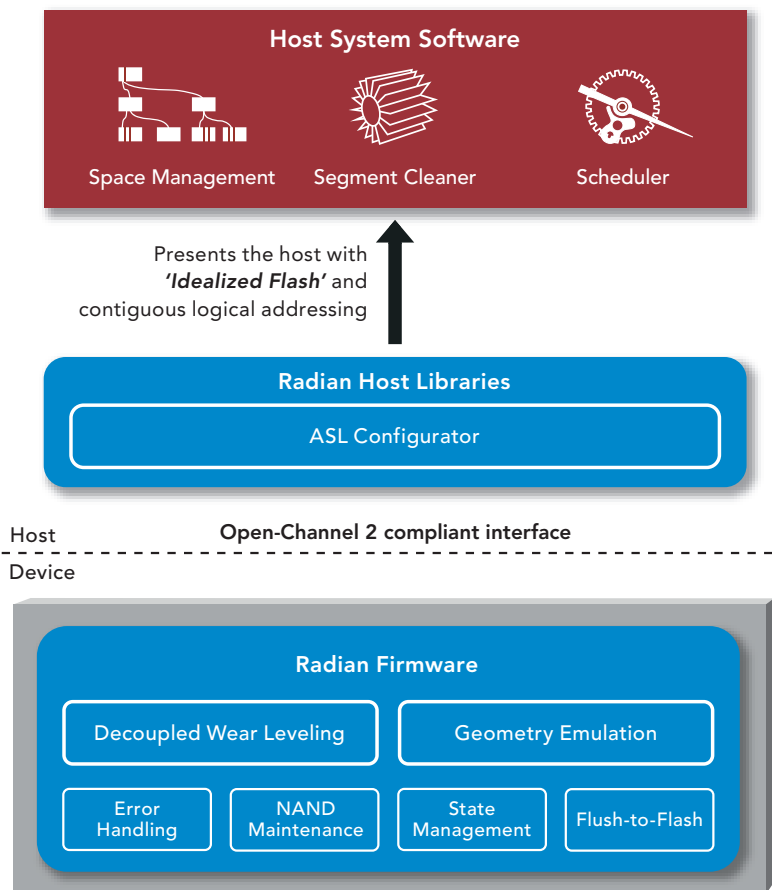 Host System Software
Space Management
Segment Cleaner
Scheduler
Presents the host with
'Idealized Flash' and
contiguous logical addressing
Radian Host Libraries
ASL Configurator
Host
Open-Channel 2 compliant interface
Device
Radian Firmware
Decoupled Wear Leveling
Geometry Emulation
Error
Handling
NAND
Maintenance
State
Management
Flush-to-Flash